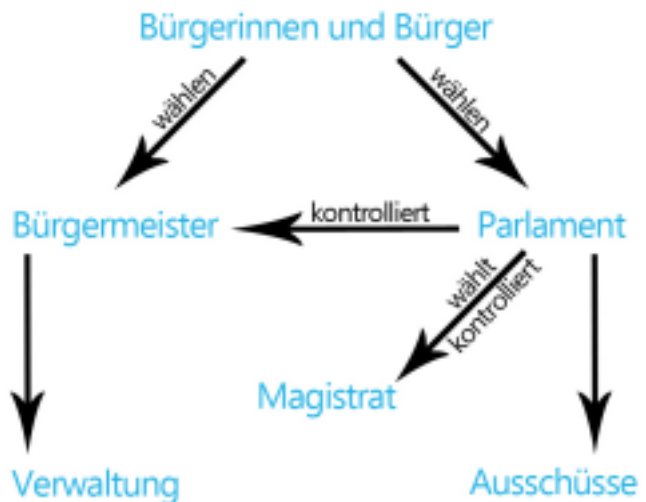 Bürgerinnen und Bürger
wählen
wählen
Bürgermeister
kontrolliert
Parlament
wählt
kontrolliert
Magistrat
Verwaltung
Ausschüsse